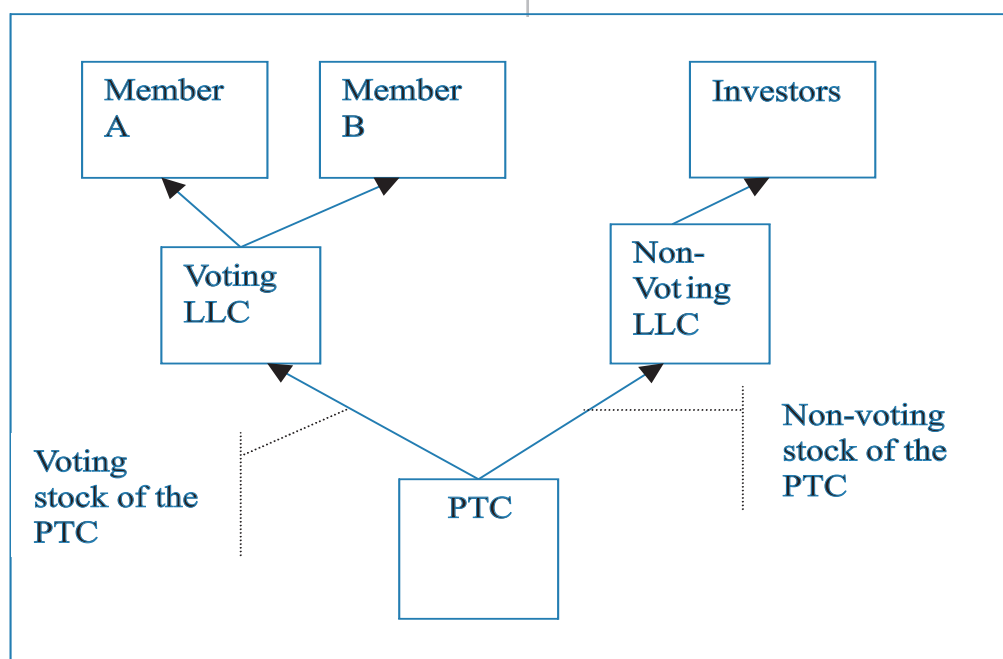 Member
A
Member
B
Investors
Voting
LLC
Non-
Voting
LLC
Voting
stock of the
PTC
PTC
Non-voting
stock of the
PTC